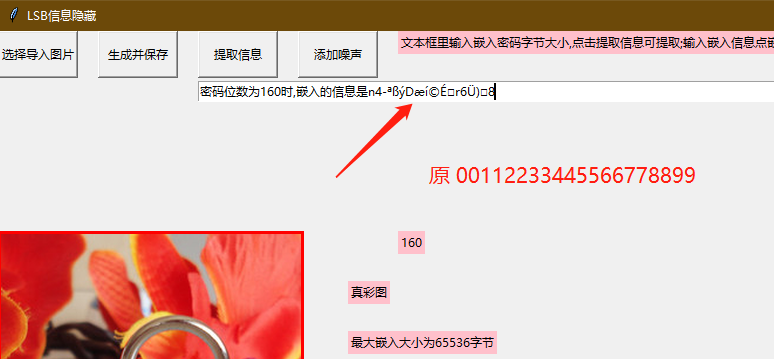 LSB信息隐藏
选择导入图片 生成并保存 提取信息 添加噪声
文本框里输入嵌入密码字节大小,点击提取信息可提取;输入嵌入信息点
密码位数为160时,嵌入的信息是n4-ªßýDæí©É□r6Ü)□8
原 00112233445566778899
160
真彩图
最大嵌入大小为65536字节